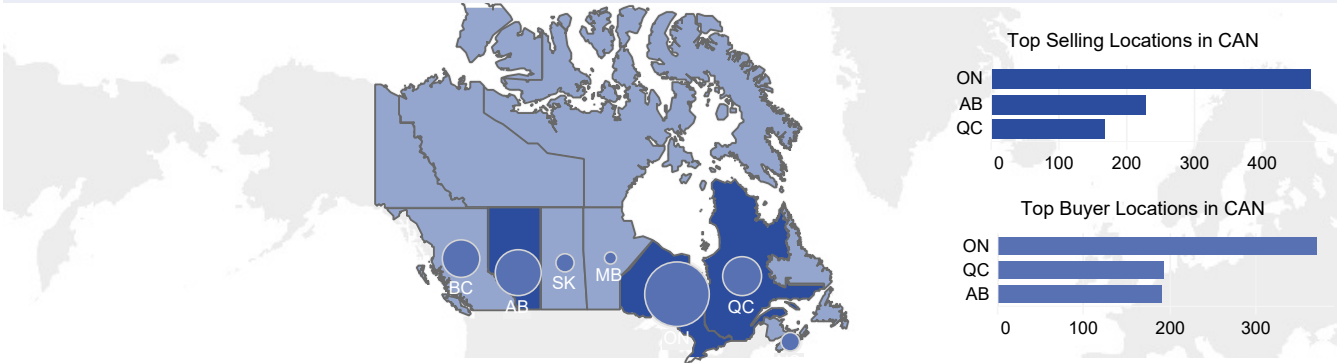 Top Selling Locations in CAN
ON
AB
QC
0 100 200 300 400
Top Buyer Locations in CAN
ON
QC
AB
0 100 200 300
BC
AB
SK
MB
ON
QC